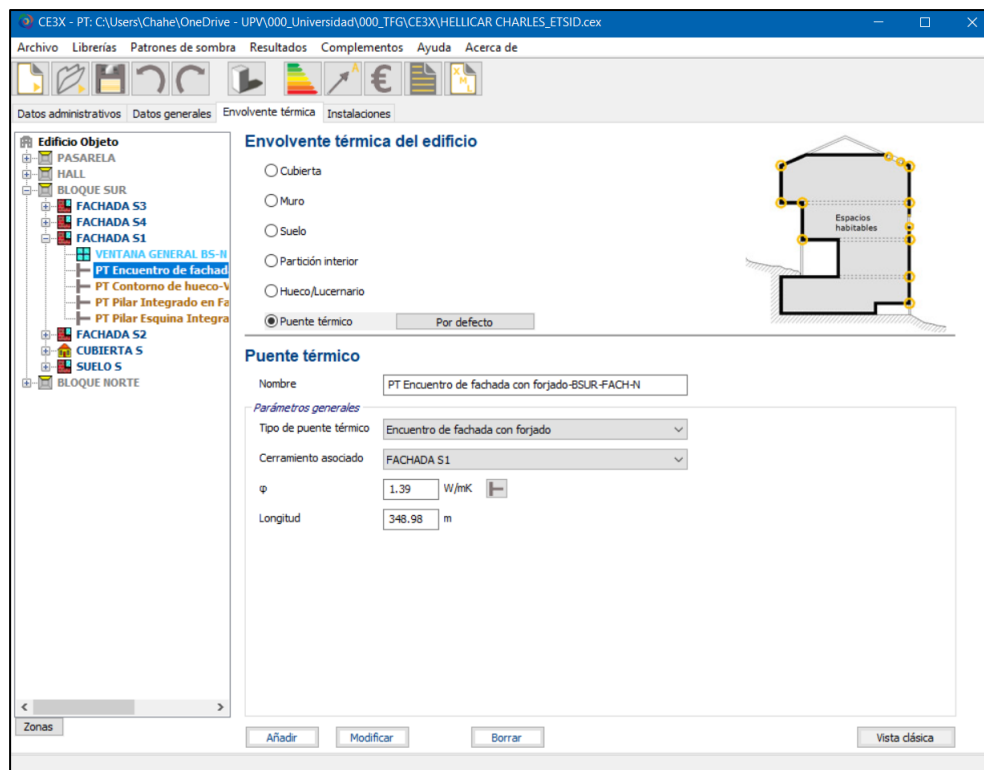 CE3X - PT: C:\Users\Chahe\OneDrive - UPV\000_Universidad\000_TFG\CE3X\HELLICAR CHARLES_ETSID.cex
Archivo Librerías Patrones de sombra Resultados Complementos Ayuda Acerca de
Datos administrativos Datos generales Envolvente térmica Instalaciones
Edificio Objeto
PASARELA
HALL
BLOQUE SUR
FACHADA S3
FACHADA S4
FACHADA S1
VENTANA GENERAL BS-N
PT Encuentro de fachad
PT Contorno de hueco-V
PT Pilar Integrado en Fa
PT Pilar Esquina Integra
FACHADA S2
CUBIERTA S
SUELO S
BLOQUE NORTE
Zonas
Envolvente térmica del edificio
Cubierta
Muro
Suelo
Partición interior
Hueco/Lucernario
Puente térmico Por defecto
Espacios
habitables
Puente térmico
Nombre PT Encuentro de fachada con forjado-BSUR-FACH-N
Parámetros generales
Tipo de puente térmico Encuentro de fachada con forjado
Cerramiento asociado FACHADA S1
φ 1.39 W/mK
Longitud 348.98 m
Añadir Modificar Borrar Vista clásica